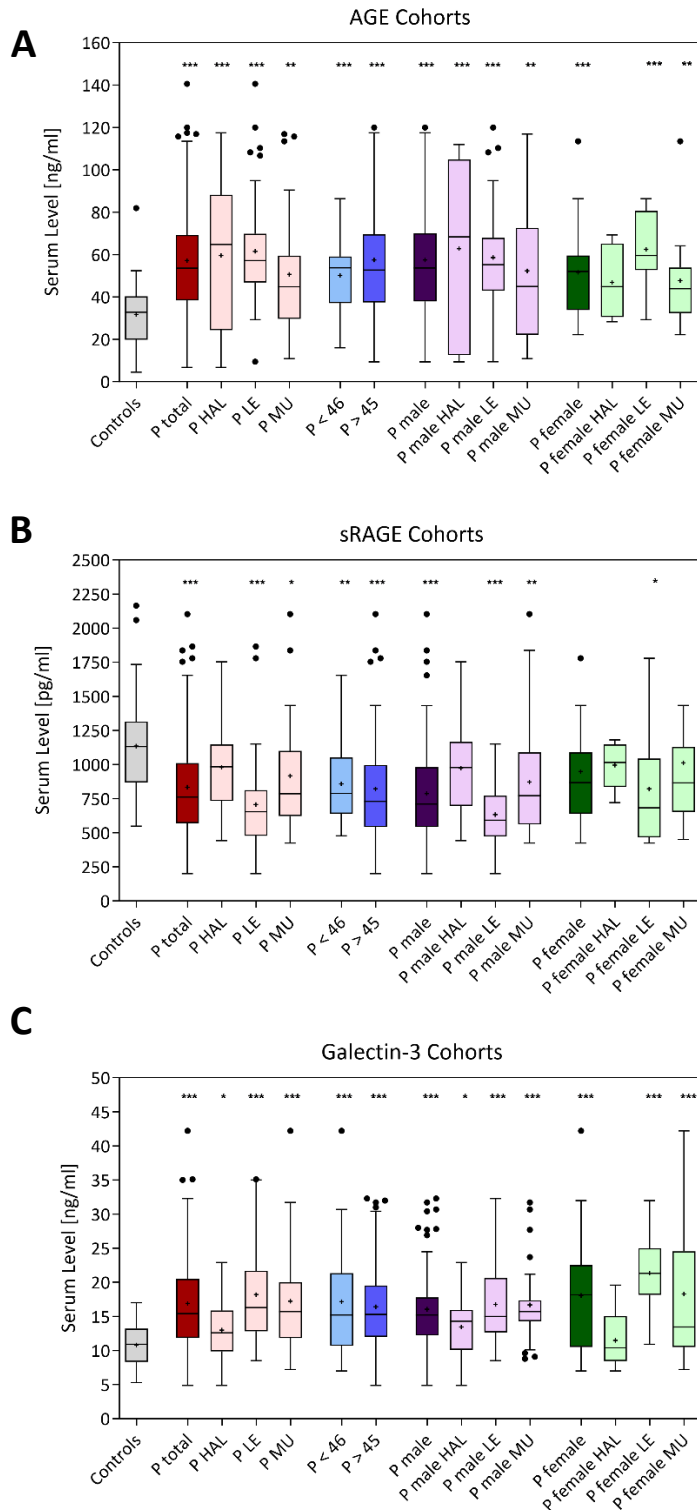 A
AGE Cohorts
Serum Level [ng/ml]
160
140
120
100
80
60
40
20
0
*** *** *** ** *** *** *** *** *** ** *** *** **
Controls
P total
P HAL
P LE
P MU
P < 46
P > 45
P male
P male HAL
P male LE
P male MU
P female
P female HAL
P female LE
P female MU
B
sRAGE Cohorts
Serum Level [pg/ml]
2500
2250
2000
1750
1500
1250
1000
750
500
250
0
*** *** * ** *** *** *** ** *
Controls
P total
P HAL
P LE
P MU
P < 46
P > 45
P male
P male HAL
P male LE
P male MU
P female
P female HAL
P female LE
P female MU
C
Galectin-3 Cohorts
Serum Level [ng/ml]
50
45
40
35
30
25
20
15
10
5
0
*** * *** *** *** *** *** * *** *** *** *** ***
Controls
P total
P HAL
P LE
P MU
P < 46
P > 45
P male
P male HAL
P male LE
P male MU
P female
P female HAL
P female LE
P female MU